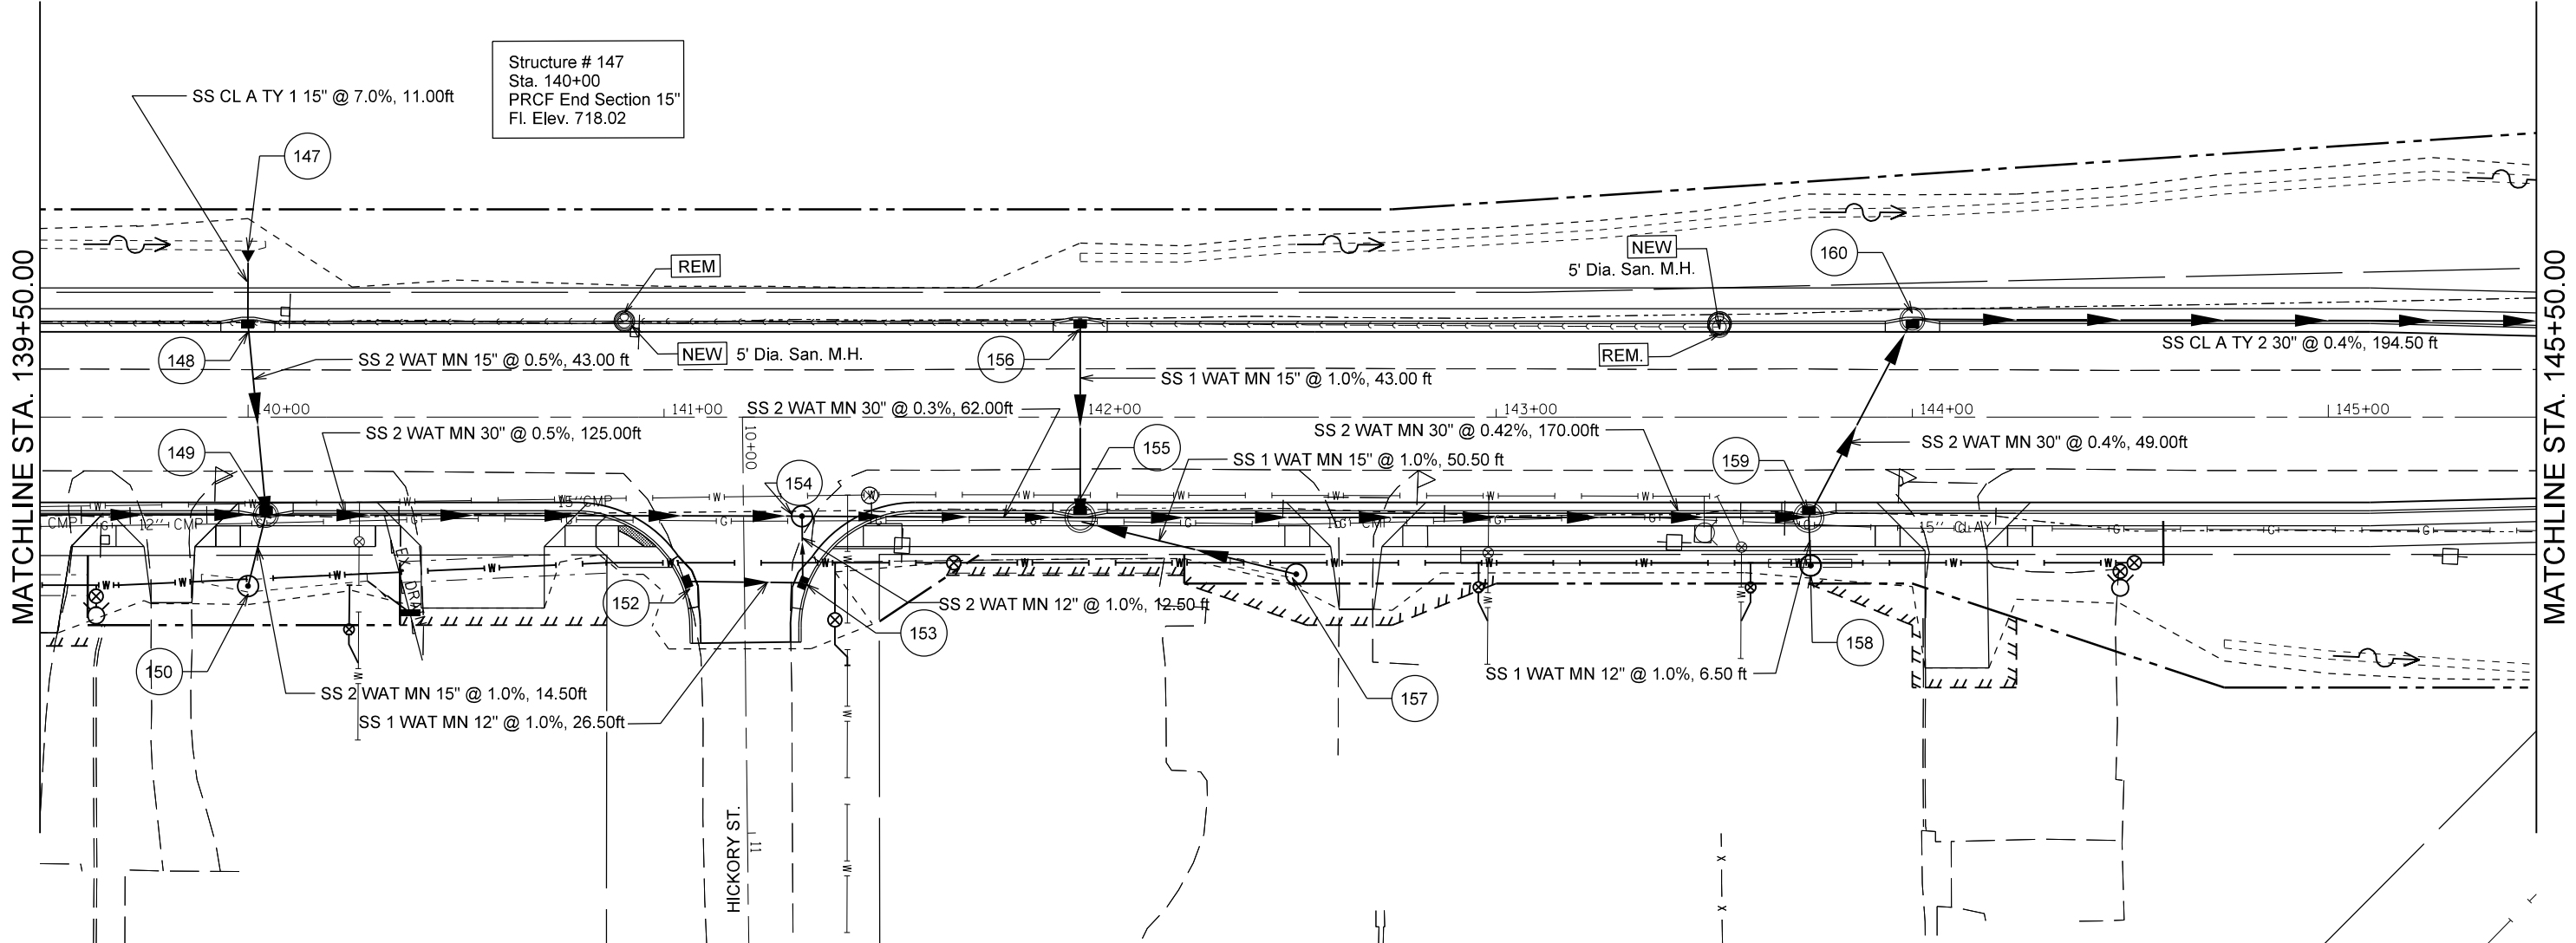 Structure # 147
Sta. 140+00
PRCF End Section 15"
Fl. Elev. 718.02
SS CL A TY 1 15" @ 7.0%, 11.00ft
147
REM
NEW
5' Dia. San. M.H.
160
MATCHLINE STA. 139+50.00
MATCHLINE STA. 145+50.00
148
SS 2 WAT MN 15" @ 0.5%, 43.00 ft
NEW
5' Dia. San. M.H.
156
REM.
SS CL A TY 2 30" @ 0.4%, 194.50 ft
SS 1 WAT MN 15" @ 1.0%, 43.00 ft
140+00
141+00
SS 2 WAT MN 30" @ 0.3%, 62.00ft
142+00
143+00
144+00
145+00
SS 2 WAT MN 30" @ 0.5%, 125.00ft
10+00
SS 2 WAT MN 30" @ 0.42%, 170.00ft
SS 2 WAT MN 30" @ 0.4%, 49.00ft
149
155
SS 1 WAT MN 15" @ 1.0%, 50.50 ft
159
154
15" CMP
CMP
12" CMP
CMP
15" CLAY
W
G
EX. DRA
152
SS 2 WAT MN 12" @ 1.0%, 12.50 ft
153
158
150
SS 1 WAT MN 12" @ 1.0%, 6.50 ft
SS 2 WAT MN 15" @ 1.0%, 14.50ft
157
SS 1 WAT MN 12" @ 1.0%, 26.50ft
HICKORY ST.
11
x
x